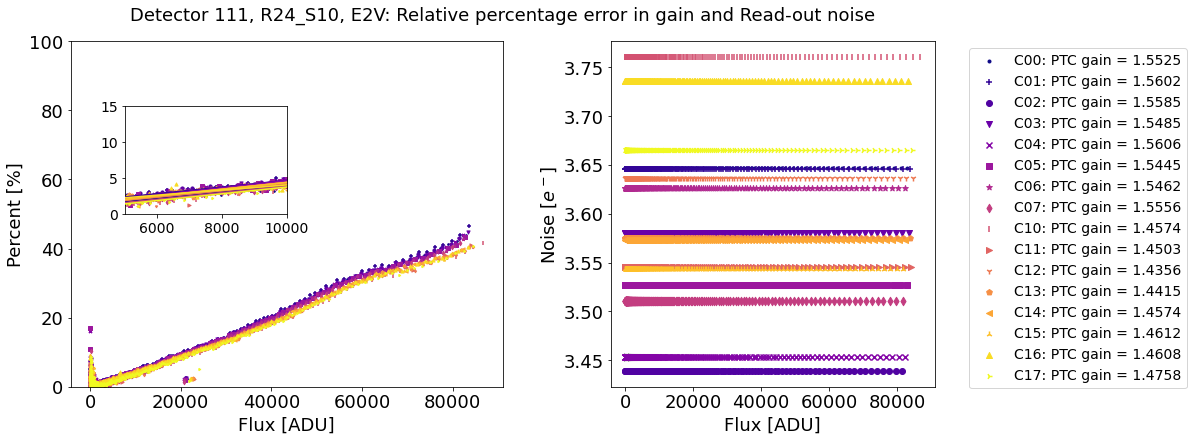 Detector 111, R24_S10, E2V: Relative percentage error in gain and Read-out noise
Percent [%]
100
80
60
40
20
0
15
10
5
0
6000 8000 10000
0 20000 40000 60000 80000
Flux [ADU]
Noise [e⁻]
3.75
3.70
3.65
3.60
3.55
3.50
3.45
0 20000 40000 60000 80000
Flux [ADU]
C00: PTC gain = 1.5525
C01: PTC gain = 1.5602
C02: PTC gain = 1.5585
C03: PTC gain = 1.5485
C04: PTC gain = 1.5606
C05: PTC gain = 1.5445
C06: PTC gain = 1.5462
C07: PTC gain = 1.5556
C10: PTC gain = 1.4574
C11: PTC gain = 1.4503
C12: PTC gain = 1.4356
C13: PTC gain = 1.4415
C14: PTC gain = 1.4574
C15: PTC gain = 1.4612
C16: PTC gain = 1.4608
C17: PTC gain = 1.4758